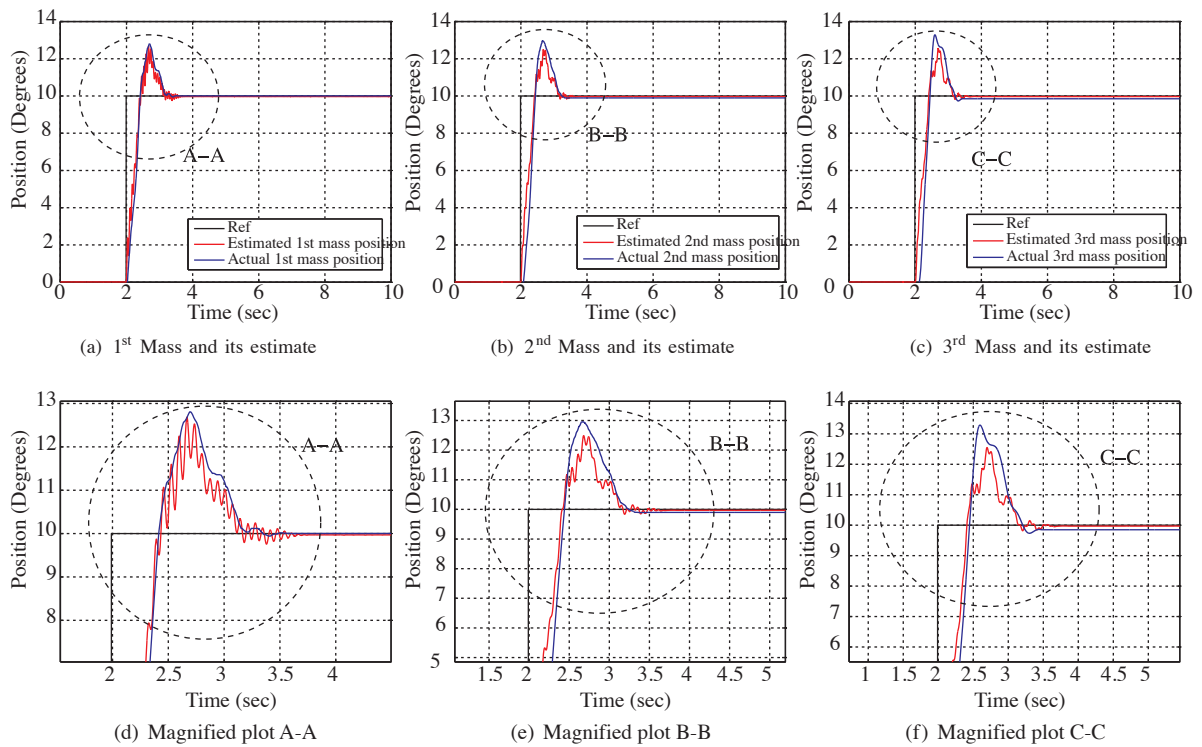 14
12
10
8
6
4
2
0
0 2 4 6 8 10
Position (Degrees)
Time (sec)
A–A
Ref
Estimated 1st mass position
Actual 1st mass position
(a) 1st Mass and its estimate
14
12
10
8
6
4
2
0
0 2 4 6 8 10
Position (Degrees)
Time (sec)
B–B
Ref
Estimated 2nd mass position
Actual 2nd mass position
(b) 2nd Mass and its estimate
14
12
10
8
6
4
2
0
0 2 4 6 8 10
Position (Degrees)
Time (sec)
C–C
Ref
Estimated 3rd mass position
Actual 3rd mass position
(c) 3rd Mass and its estimate
13
12
11
10
9
8
2 2.5 3 3.5 4
Position (Degrees)
Time (sec)
A–A
(d) Magnified plot A-A
13
12
11
10
9
8
7
6
5
1.5 2 2.5 3 3.5 4 4.5 5
Position (Degrees)
Time (sec)
B–B
(e) Magnified plot B-B
14
13
12
11
10
9
8
7
6
1 1.5 2 2.5 3 3.5 4 4.5 5
Position (Degrees)
Time (sec)
C–C
(f) Magnified plot C-C